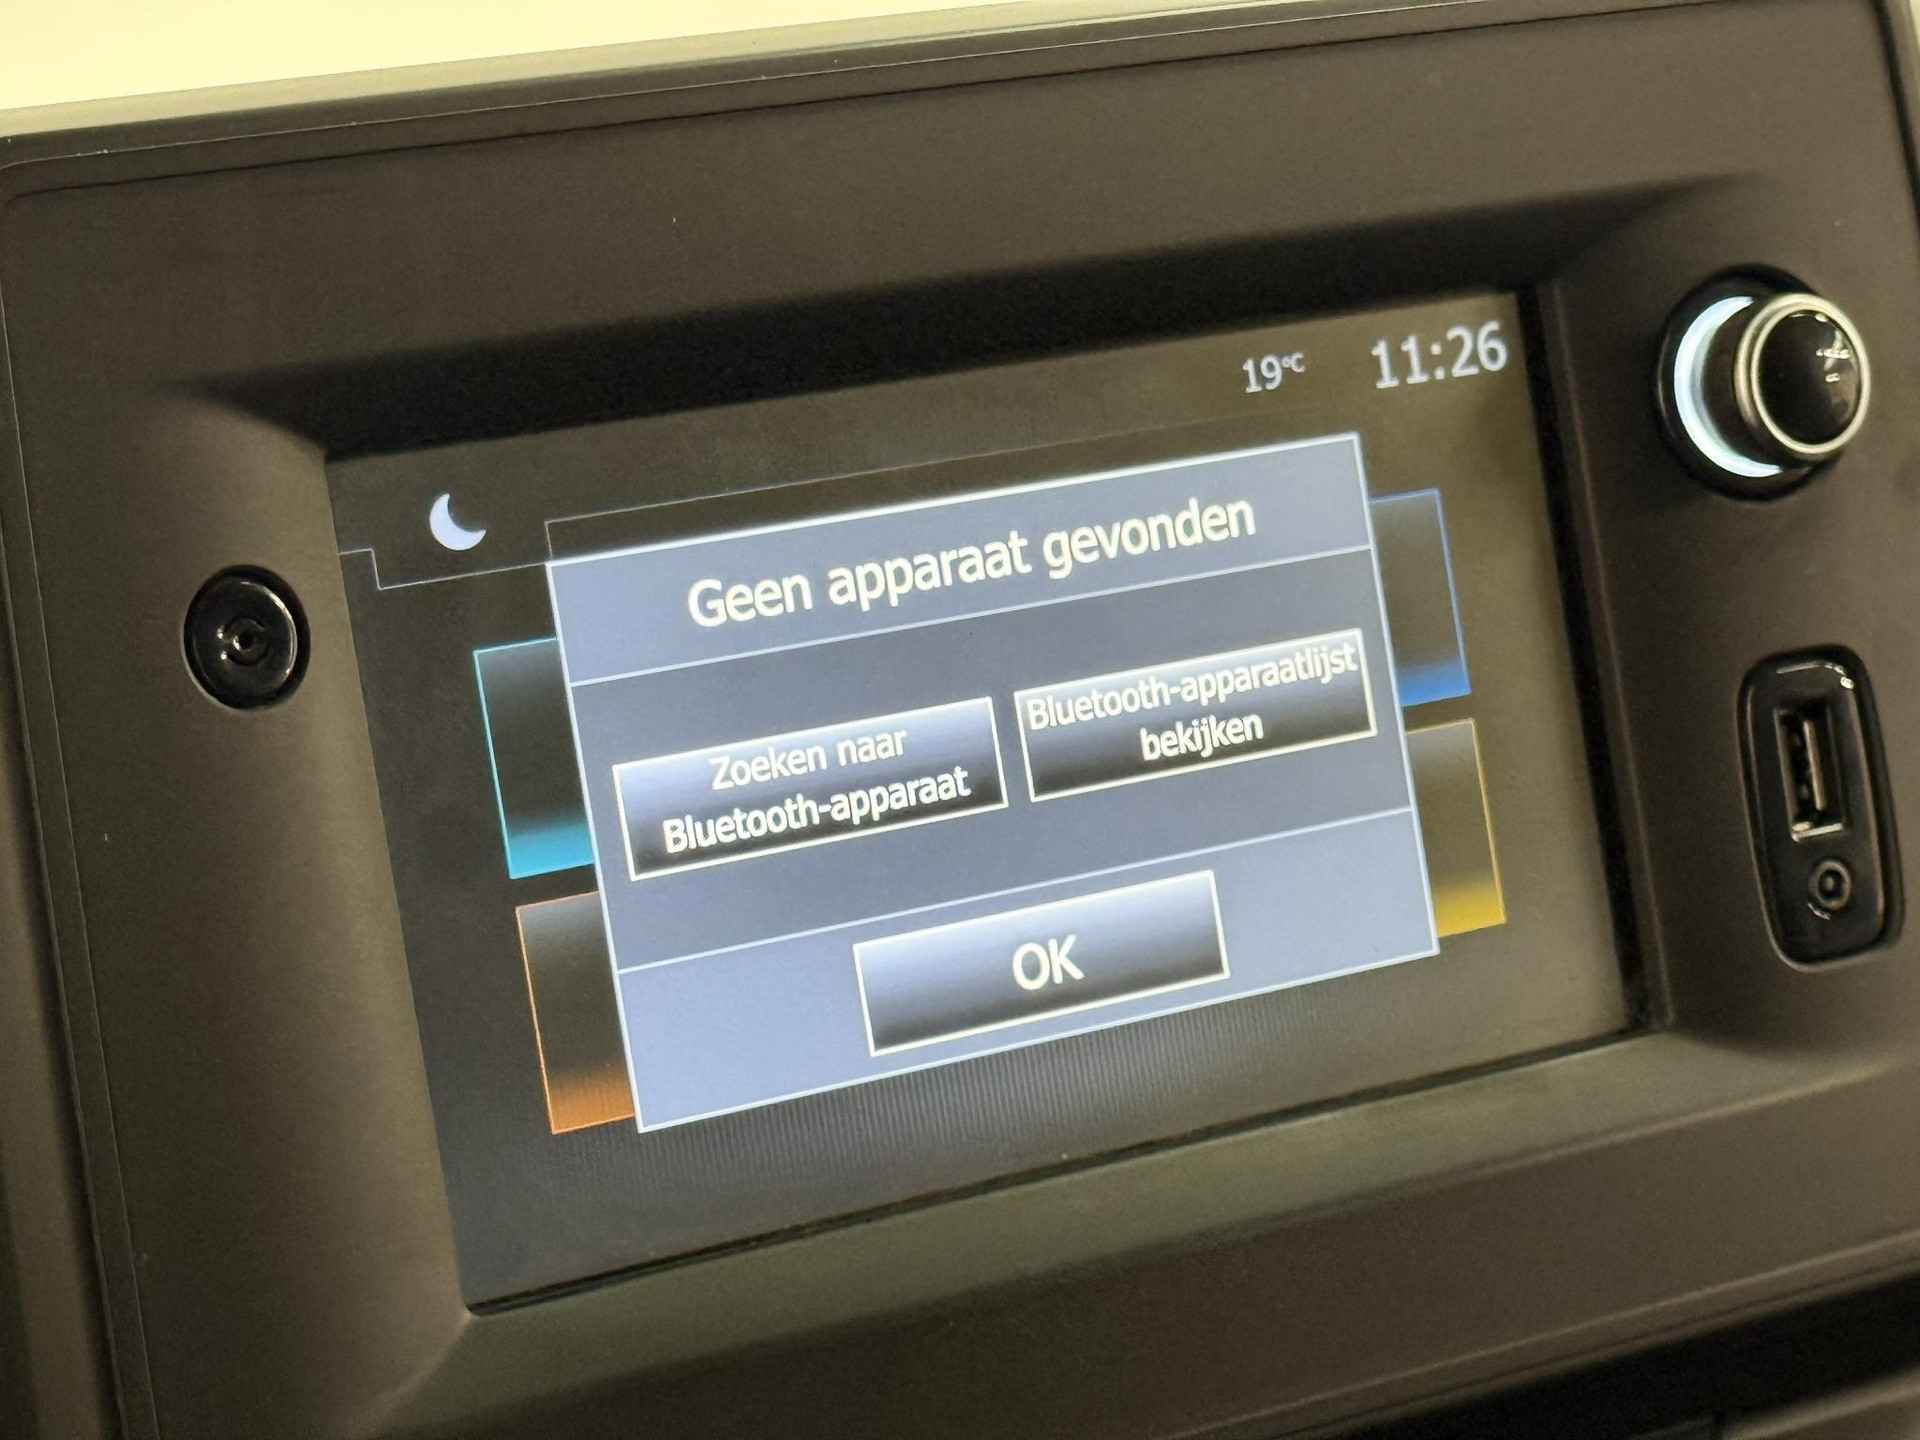 19°C 11:26
Geen apparaat gevonden
Zoeken naar
Bluetooth-apparaat
Bluetooth-apparaatlijst
bekijken
OK